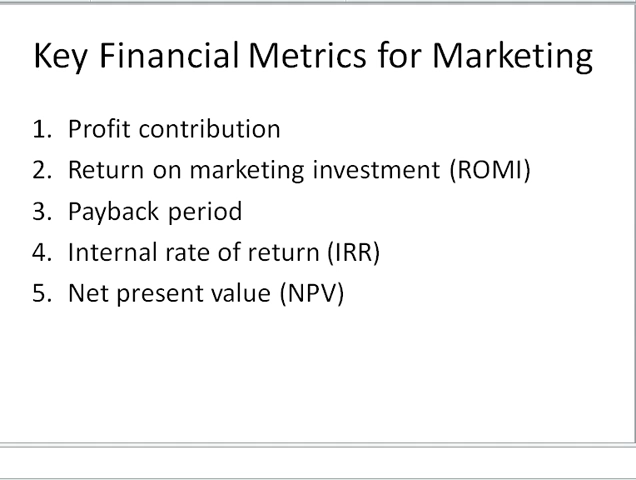 Key Financial Metrics for Marketing
1. Profit contribution
2. Return on marketing investment (ROMI)
3. Payback period
4. Internal rate of return (IRR)
5. Net present value (NPV)